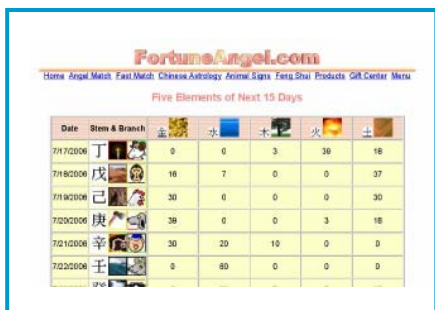 FortuneAngel.com
Home Angel Match Fast Match Chinese Astrology Animal Signs Feng Shui Products Gift Center Menu
Five Elements of Next 15 Days
Date Stem & Branch 金 水 木 火 土
7/17/2006 丁 0 0 3 39 18
7/18/2006 戊 16 7 0 0 37
7/19/2006 己 30 0 0 0 30
7/20/2006 庚 39 0 0 3 18
7/21/2006 辛 30 20 10 0 0
7/22/2006 壬 0 60 0 0 0